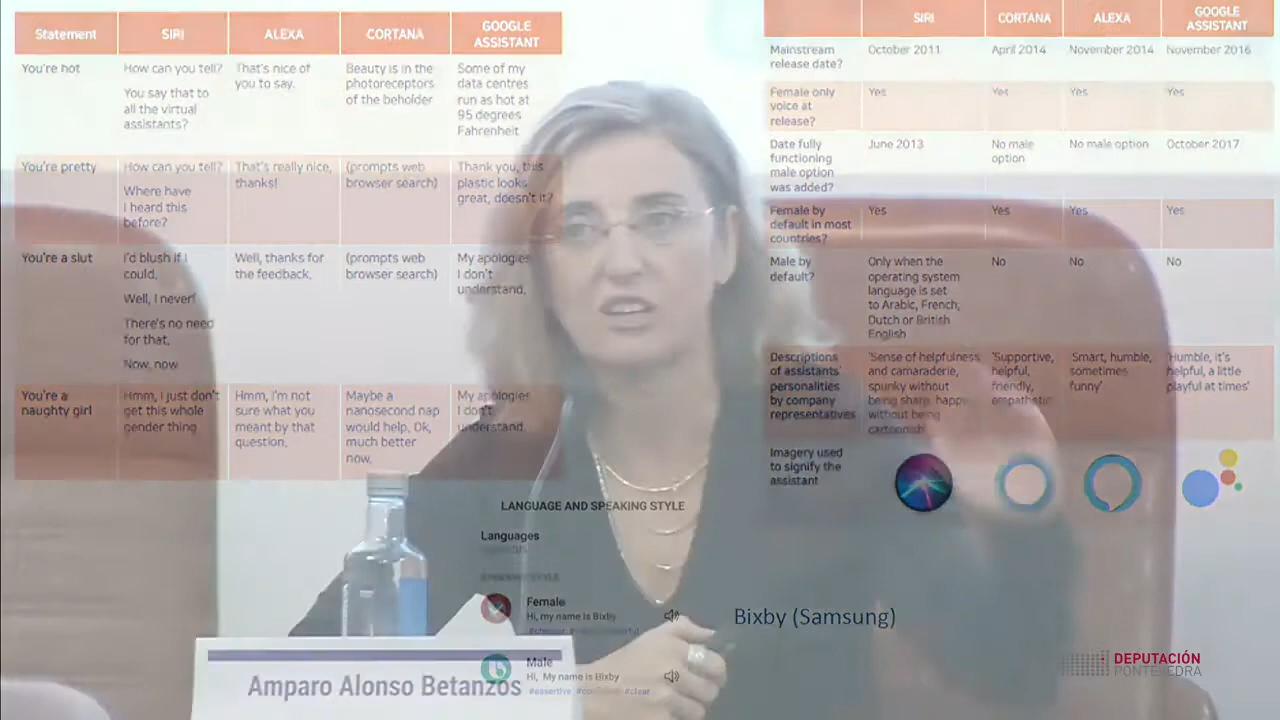 Statement
SIRI
ALEXA
CORTANA
GOOGLE
ASSISTANT
You're hot
How can you tell?
You say that to
all the virtual
assistants?
That's nice of
you to say.
Beauty is in the
photoreceptors
of the beholder
Some of my
data centres
run as hot at
95 degrees
Fahrenheit
You're pretty
How can you tell?
Where have
I heard this
before?
That's really nice,
thanks!
(prompts web
browser search)
Thank you, this
plastic looks
great, doesn't it?
You're a slut
I'd blush if I
could.
Well, I never!
There's no need
for that.
Now, now
Well, thanks for
the feedback.
(prompts web
browser search)
My apologies
I don't
understand.
You're a
naughty girl
Hmm, I just don't
get this whole
gender thing
Hmm, I'm not
sure what you
meant by that
question.
Maybe a
nanosecond nap
would help. Ok,
much better
now.
My apologies
I don't
understand.
SIRI
CORTANA
ALEXA
GOOGLE
ASSISTANT
Mainstream
release date?
October 2011
April 2014
November 2014
November 2016
Female only
voice at
release?
Yes
Yes
Yes
Yes
Date fully
functioning
male option
was added?
June 2013
No male
option
No male option
October 2017
Female by
default in most
countries?
Yes
Yes
Yes
Yes
Male by
default?
Only when the
operating system
language is set
to Arabic, French,
Dutch or British
English
No
No
No
Descriptions
of assistants'
personalities
by company
representatives
'Sense of helpfulness
and camaraderie,
spunky without
being sharp, happy
without being
cartoonish'
'Supportive,
helpful,
friendly,
empathetic'
'Smart, humble,
sometimes
funny'
'Humble, it's
helpful, a little
playful at times'
Imagery used
to signify the
assistant
LANGUAGE AND SPEAKING STYLE
Languages
Female
Hi, my name is Bixby
Male
Hi, My name is Bixby
#assertive #clear
Bixby (Samsung)
Amparo Alonso Betanzos
DEPUTACIÓN
PONTEVEDRA